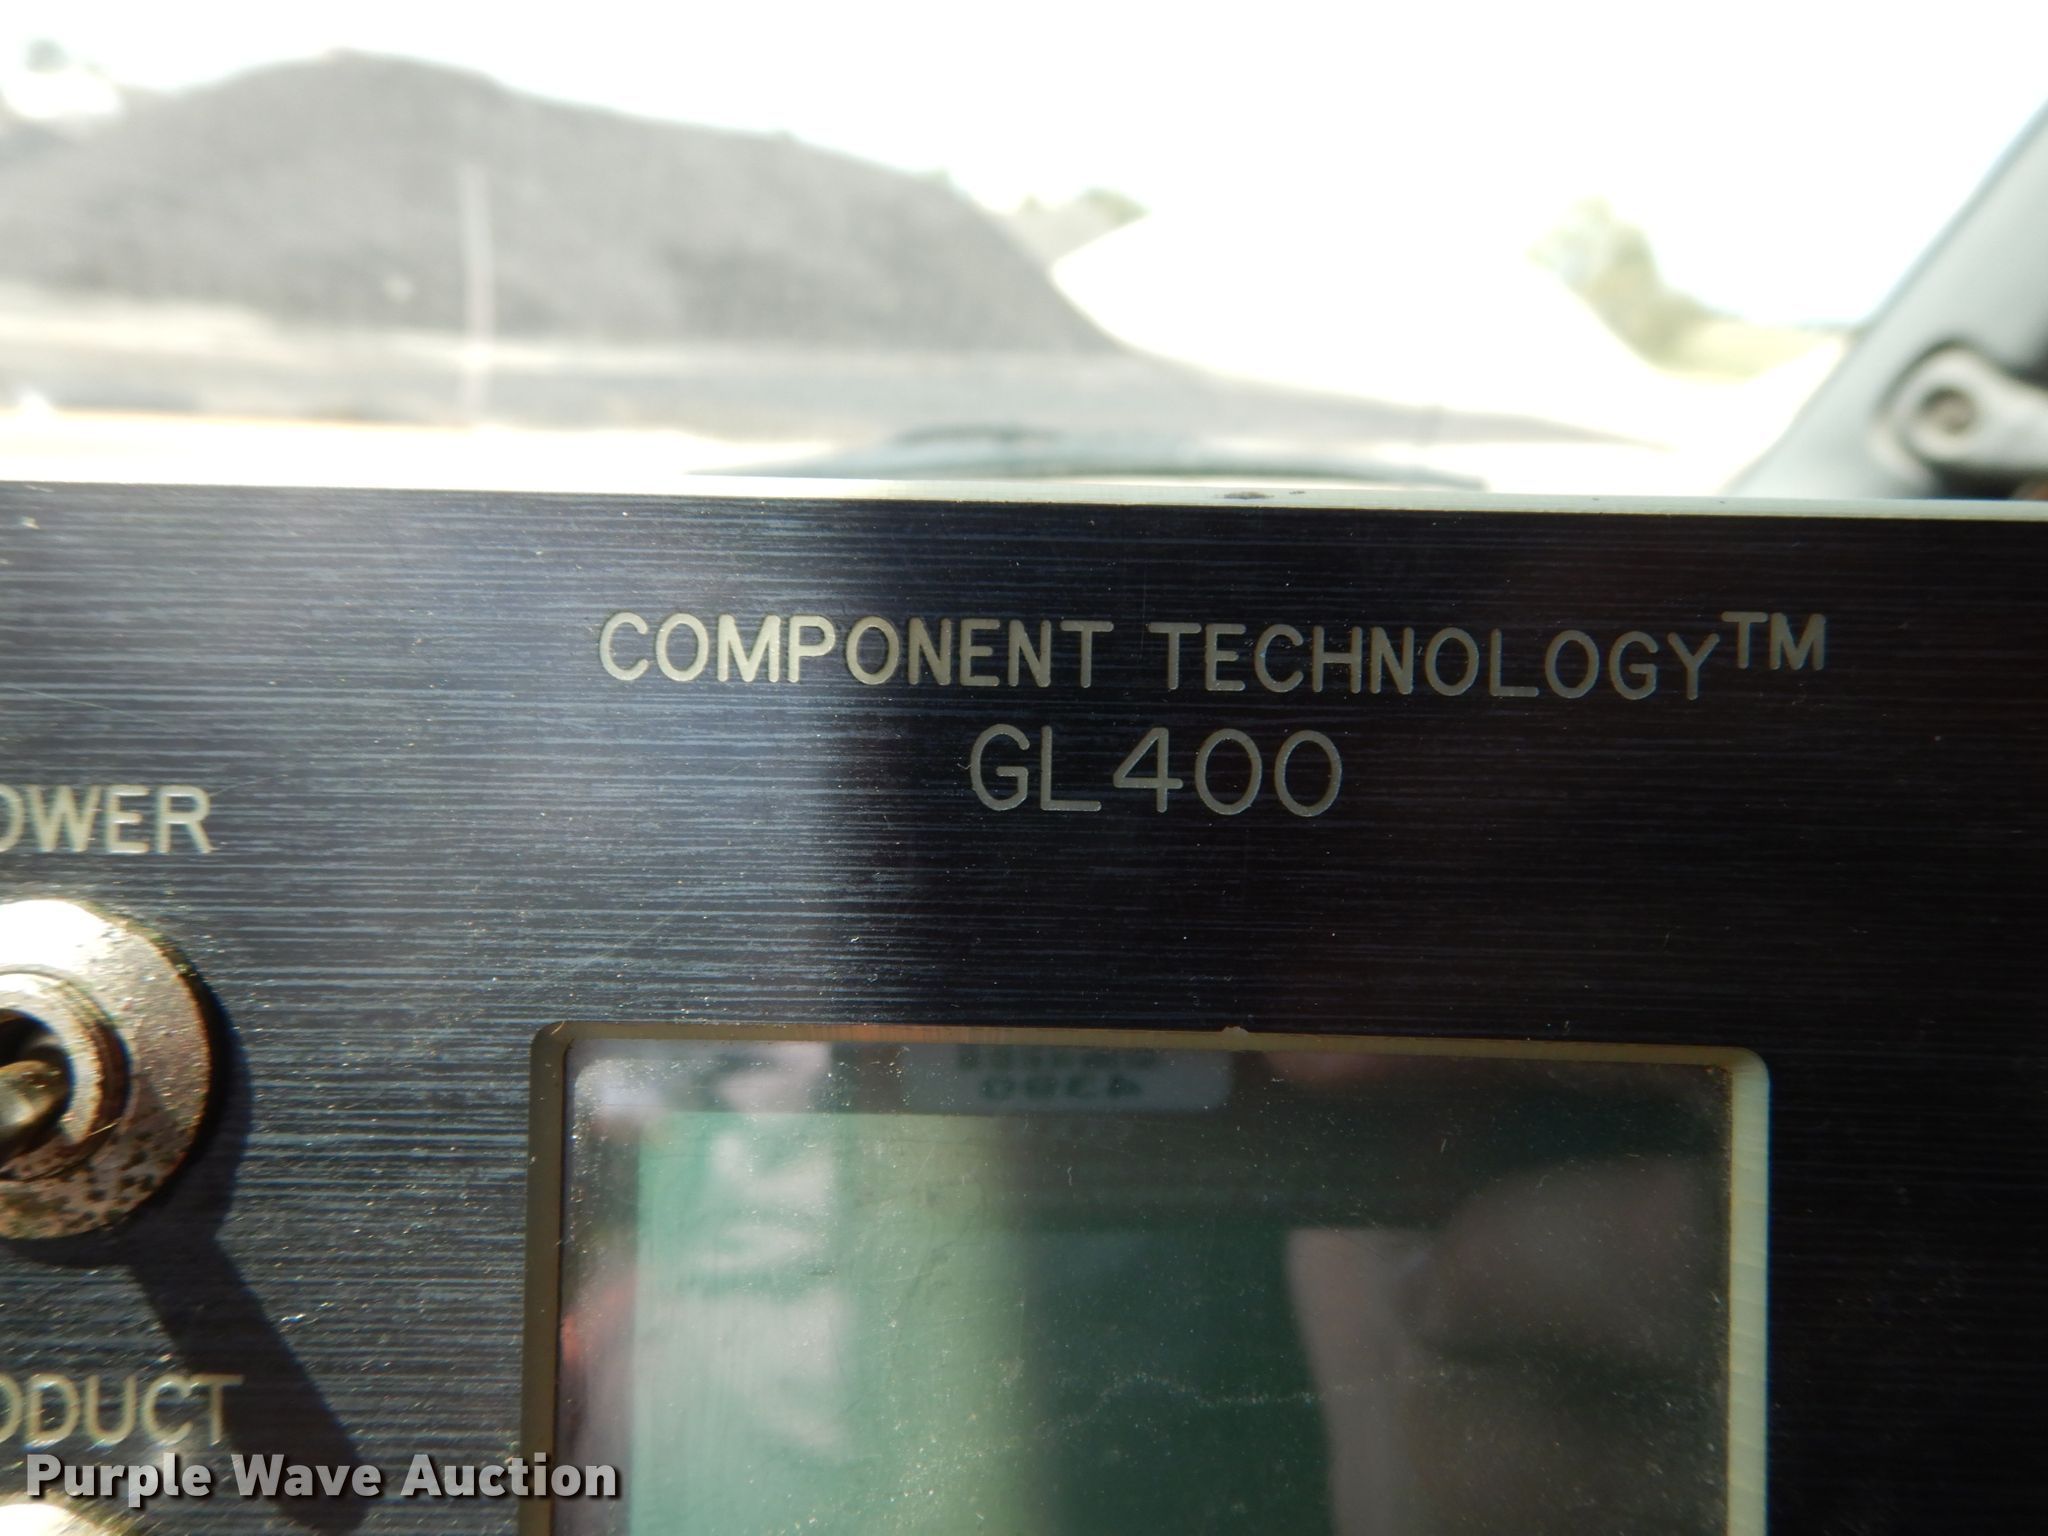 COMPONENT TECHNOLOGY™
GL400
OWER
ODUCT
Purple Wave Auction